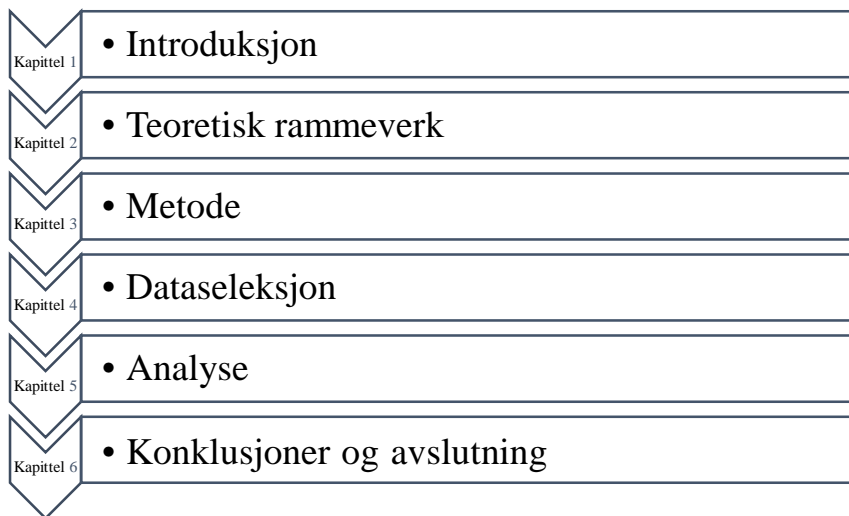 Kapittel 1
• Introduksjon
Kapittel 2
• Teoretisk rammeverk
Kapittel 3
• Metode
Kapittel 4
• Dataseleksjon
Kapittel 5
• Analyse
Kapittel 6
• Konklusjoner og avslutning